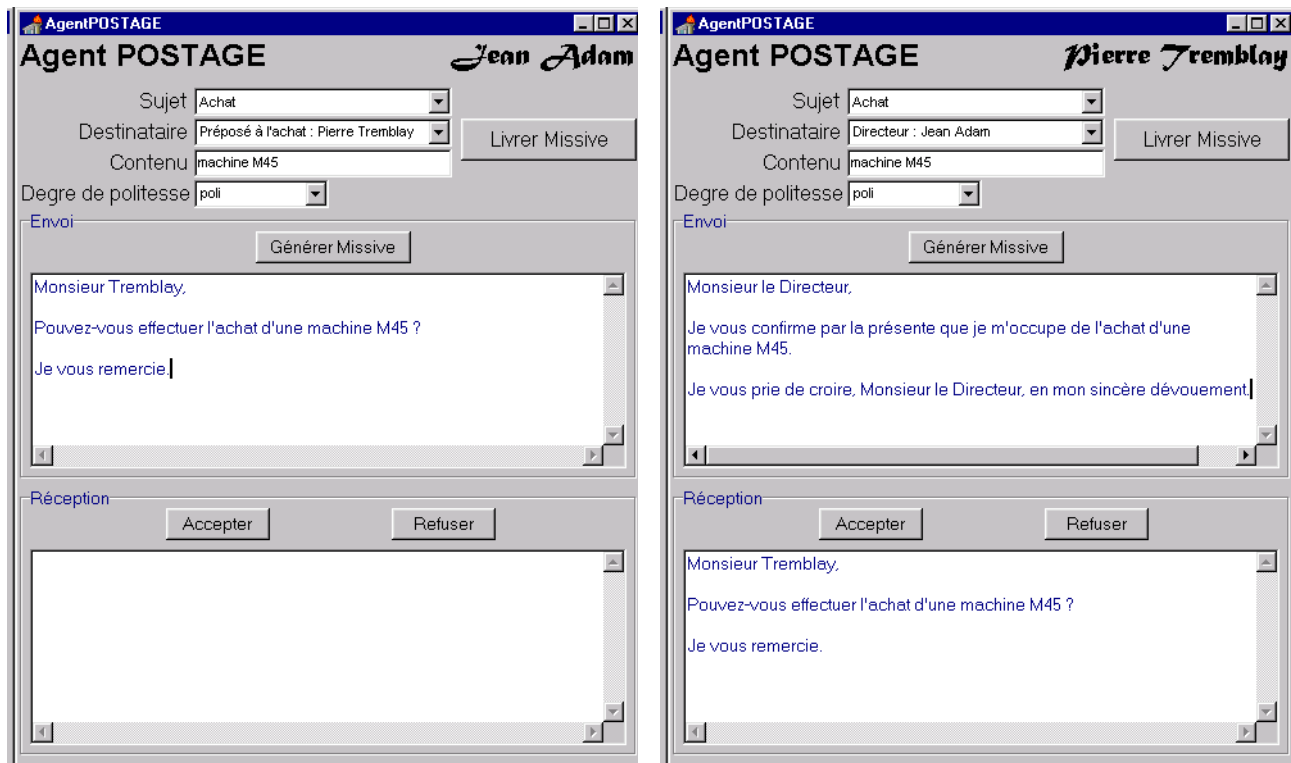 AgentPOSTAGE
Agent POSTAGE
Jean Adam
Sujet Achat
Destinataire Préposé à l'achat : Pierre Tremblay
Livrer Missive
Contenu machine M45
Degre de politesse poli
Envoi
Générer Missive
Monsieur Tremblay,
Pouvez-vous effectuer l'achat d'une machine M45 ?
Je vous remercie.
Réception
Accepter Refuser
AgentPOSTAGE
Agent POSTAGE
Pierre Tremblay
Sujet Achat
Destinataire Directeur : Jean Adam
Livrer Missive
Contenu machine M45
Degre de politesse poli
Envoi
Générer Missive
Monsieur le Directeur,
Je vous confirme par la présente que je m'occupe de l'achat d'une
machine M45.
Je vous prie de croire, Monsieur le Directeur, en mon sincère dévouement.
Réception
Accepter Refuser
Monsieur Tremblay,
Pouvez-vous effectuer l'achat d'une machine M45 ?
Je vous remercie.